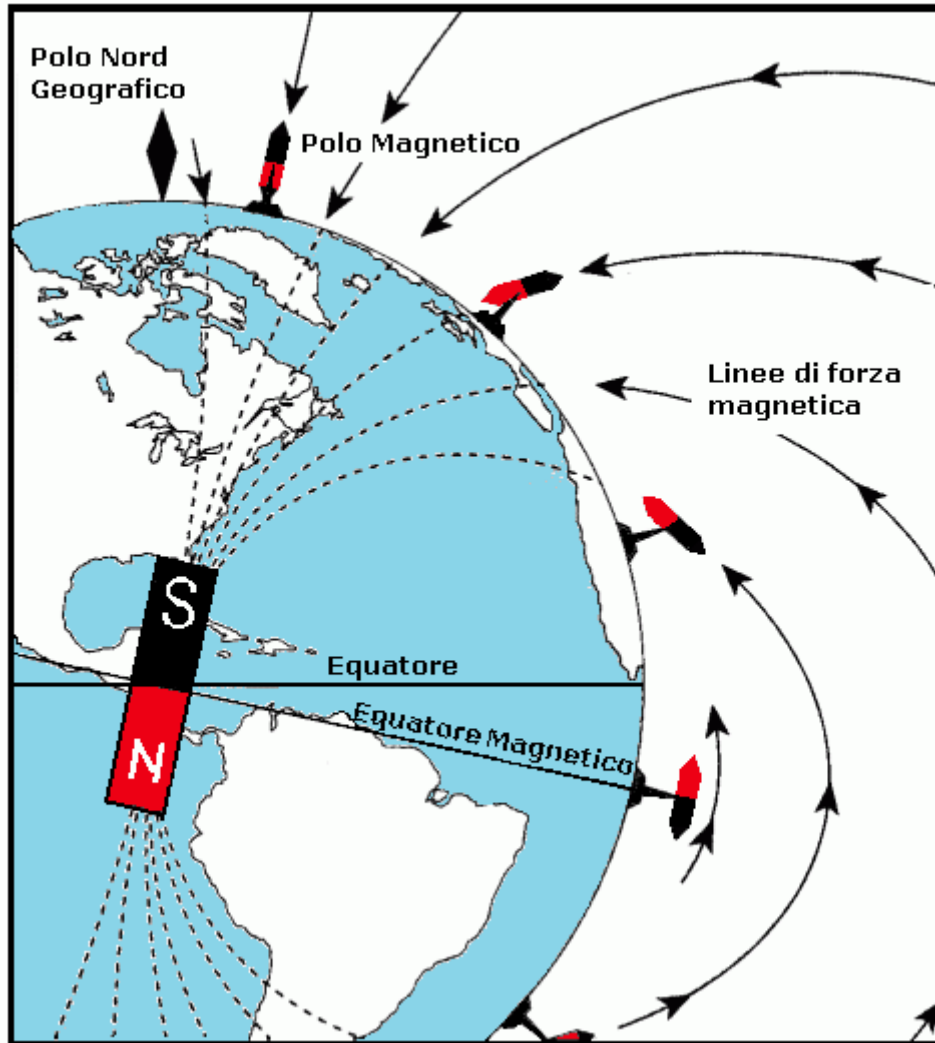 Polo Nord
Geografico
Polo Magnetico
Linee di forza
magnetica
S
Equatore
Equatore Magnetico
N